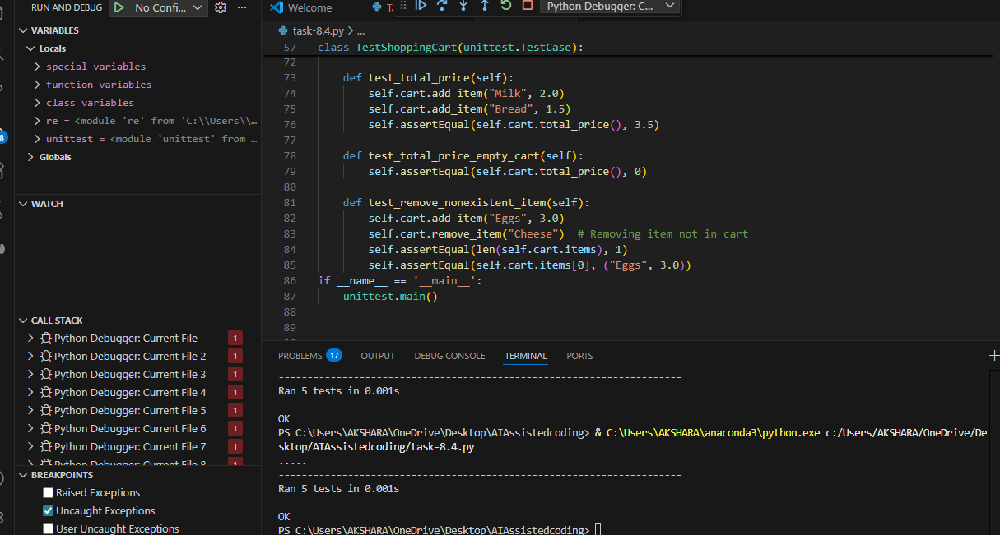 RUN AND DEBUG
No Confi...
VARIABLES
Locals
special variables
function variables
class variables
re = <module 're' from 'C:\\Users\\...
unittest = <module 'unittest' from ...
Globals
WATCH
CALL STACK
Python Debugger: Current File 1
Python Debugger: Current File 2 1
Python Debugger: Current File 3 1
Python Debugger: Current File 4 1
Python Debugger: Current File 5 1
Python Debugger: Current File 6 1
Python Debugger: Current File 7 1
Python Debugger: Current File 8 1
BREAKPOINTS
Raised Exceptions
Uncaught Exceptions
User Uncaught Exceptions
Welcome
Python Debugger: C...
task-8.4.py > ...
57 class TestShoppingCart(unittest.TestCase):
72
73 def test_total_price(self):
74 self.cart.add_item("Milk", 2.0)
75 self.cart.add_item("Bread", 1.5)
76 self.assertEqual(self.cart.total_price(), 3.5)
77
78 def test_total_price_empty_cart(self):
79 self.assertEqual(self.cart.total_price(), 0)
80
81 def test_remove_nonexistent_item(self):
82 self.cart.add_item("Eggs", 3.0)
83 self.cart.remove_item("Cheese")  # Removing item not in cart
84 self.assertEqual(len(self.cart.items), 1)
85 self.assertEqual(self.cart.items[0], ("Eggs", 3.0))
86 if __name__ == '__main__':
87 unittest.main()
88
89
PROBLEMS 17 OUTPUT DEBUG CONSOLE TERMINAL PORTS
----------------------------------------------------------------------
Ran 5 tests in 0.001s
OK
PS C:\Users\AKSHARA\OneDrive\Desktop\AIAssistedcoding> & C:\Users\AKSHARA\anaconda3\python.exe c:/Users/AKSHARA/OneDrive/De
sktop/AIAssistedcoding/task-8.4.py
.....
----------------------------------------------------------------------
Ran 5 tests in 0.001s
OK
PS C:\Users\AKSHARA\OneDrive\Desktop\AIAssistedcoding>